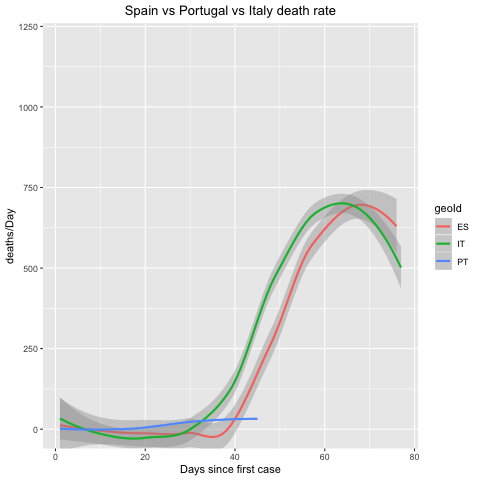 Spain vs Portugal vs Italy death rate
1250
1000
750
500
250
0
deaths/Day
0 20 40 60 80
Days since first case
geoId
ES
IT
PT